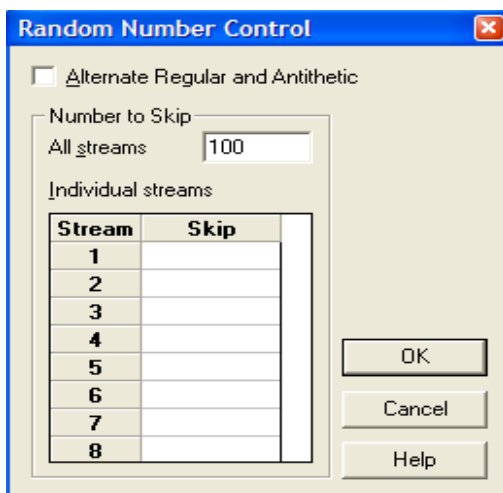 Random Number Control
Alternate Regular and Antithetic
Number to Skip
All streams 100
Individual streams
Stream Skip
1
2
3
4
5
6
7
8
OK
Cancel
Help